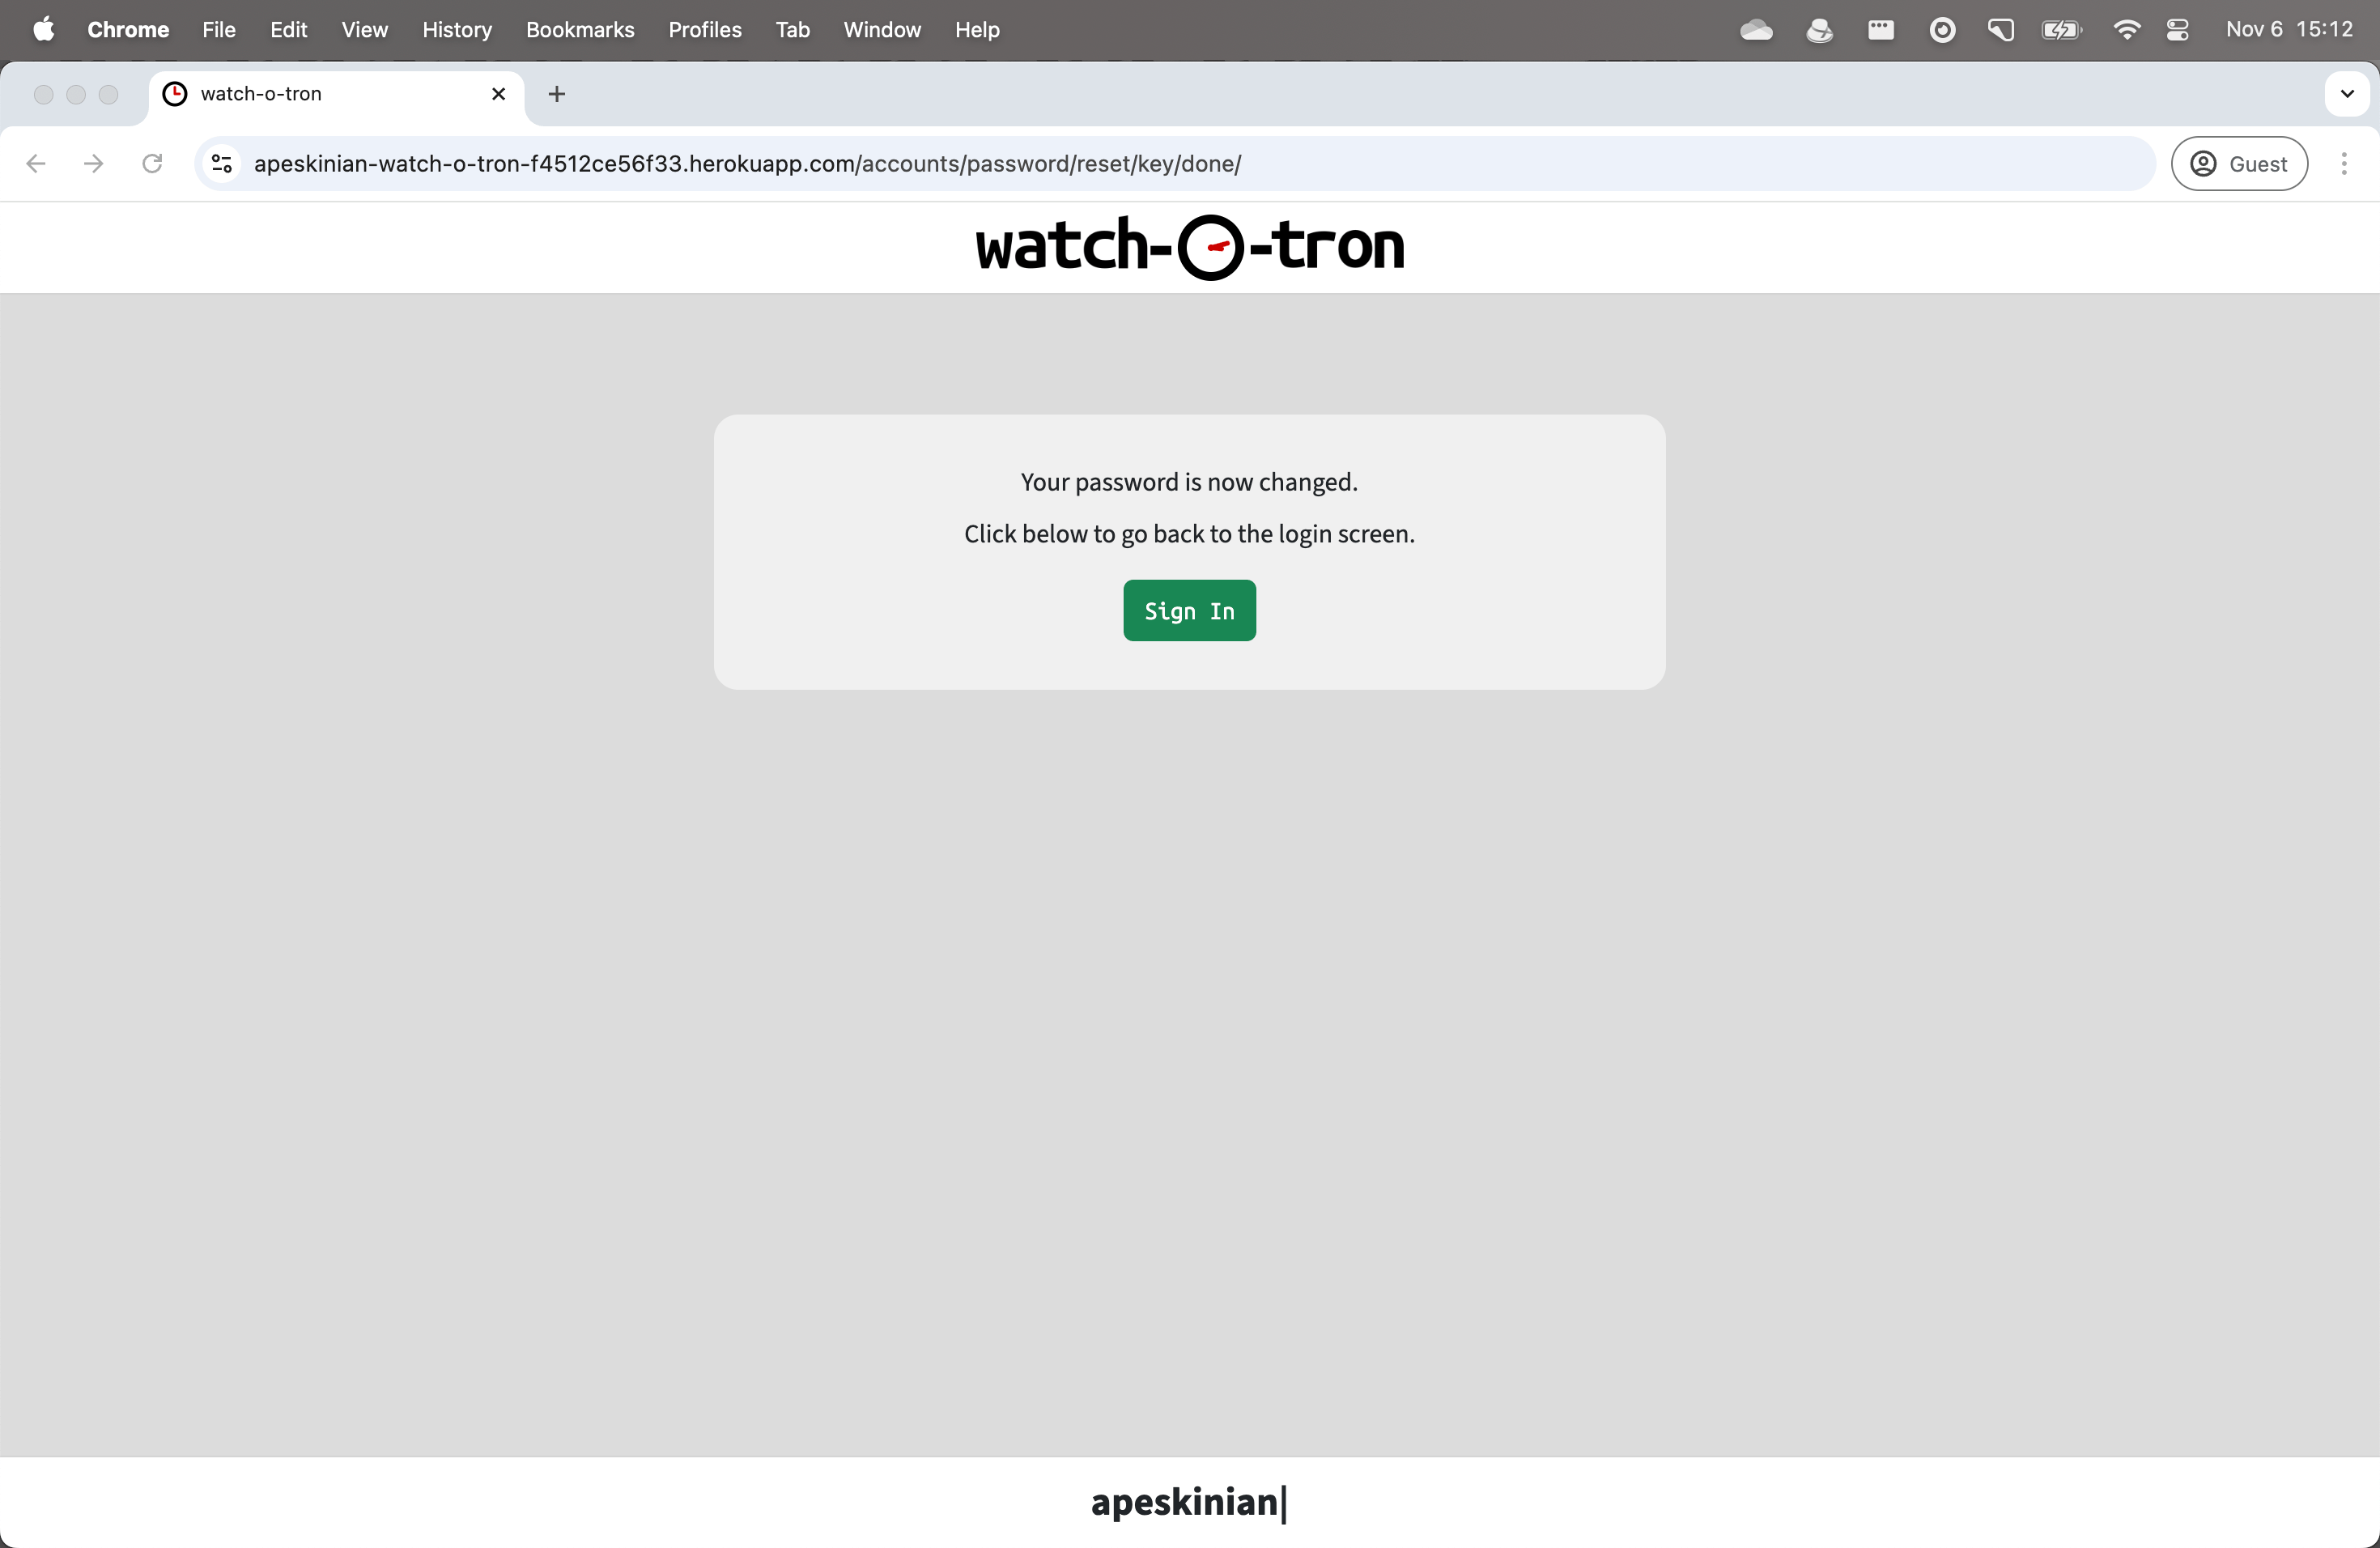 Chrome File Edit View History Bookmarks Profiles Tab Window Help Nov 6 15:12
watch-o-tron
apeskinian-watch-o-tron-f4512ce56f33.herokuapp.com/accounts/password/reset/key/done/ Guest
watch-o-tron
Your password is now changed.
Click below to go back to the login screen.
Sign In
apeskinian|